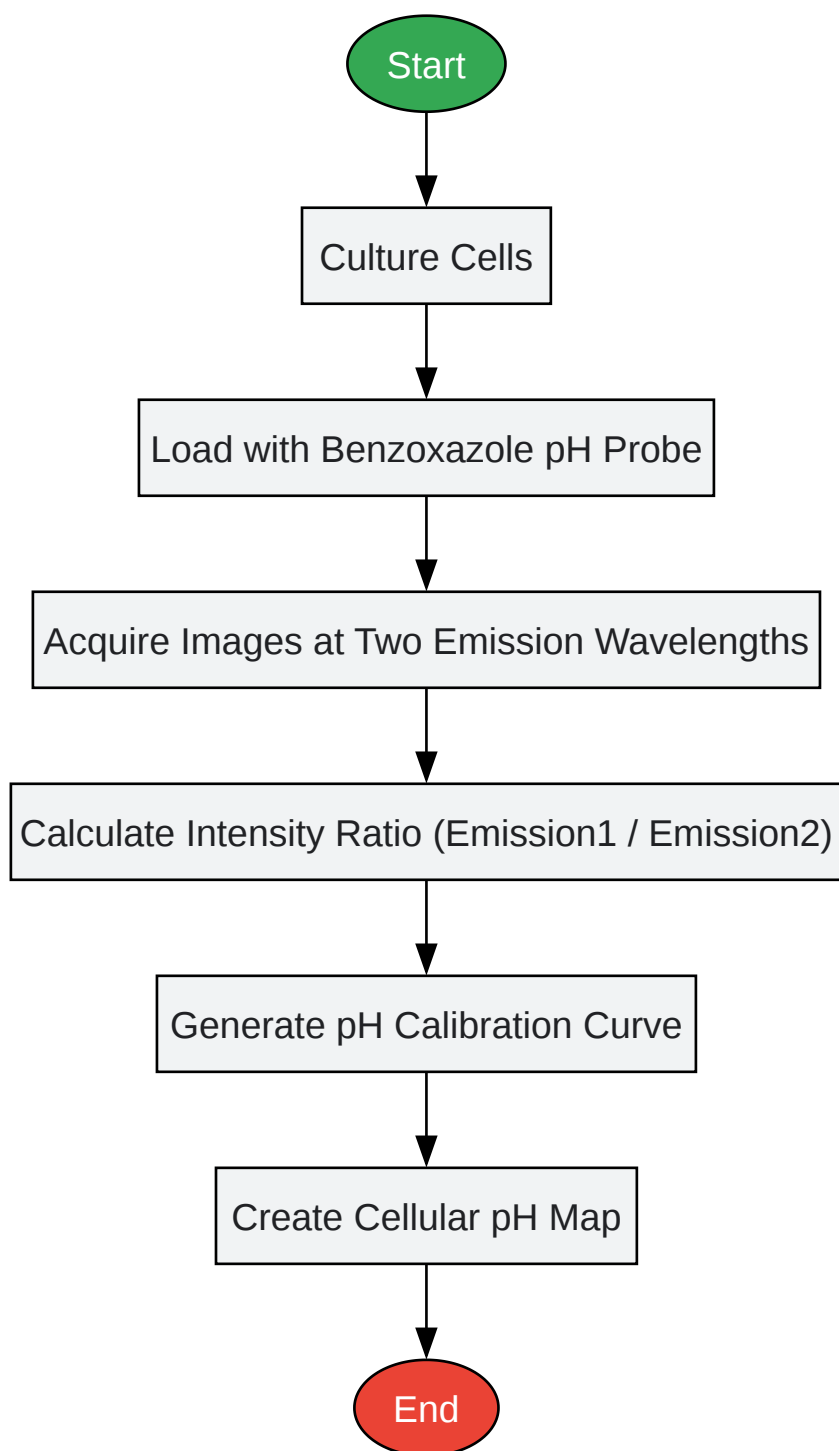 Start
Culture Cells
Load with Benzoxazole pH Probe
Acquire Images at Two Emission Wavelengths
Calculate Intensity Ratio (Emission1 / Emission2)
Generate pH Calibration Curve
Create Cellular pH Map
End